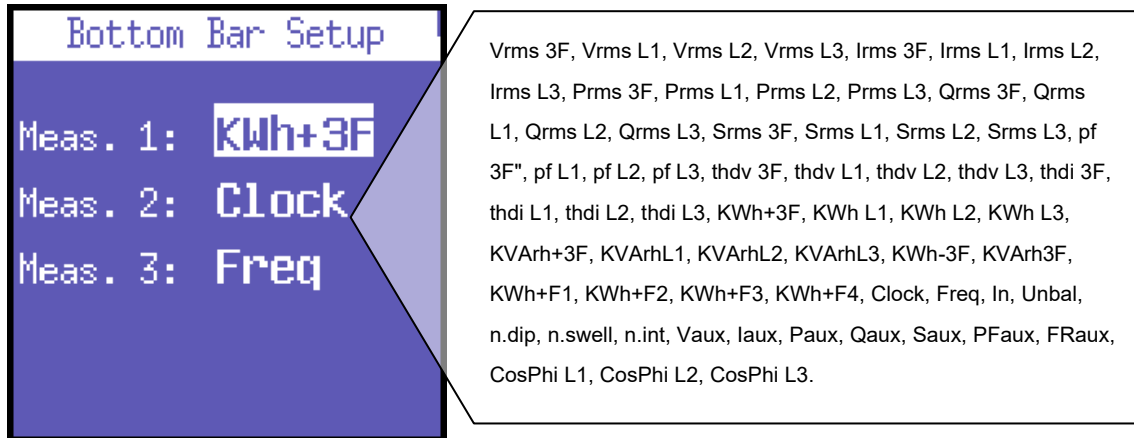 Bottom Bar Setup
Meas. 1: KWh+3F
Meas. 2: Clock
Meas. 3: Freq
Vrms 3F, Vrms L1, Vrms L2, Vrms L3, Irms 3F, Irms L1, Irms L2,
Irms L3, Prms 3F, Prms L1, Prms L2, Prms L3, Qrms 3F, Qrms
L1, Qrms L2, Qrms L3, Srms 3F, Srms L1, Srms L2, Srms L3, pf
3F", pf L1, pf L2, pf L3, thdv 3F, thdv L1, thdv L2, thdv L3, thdi 3F,
thdi L1, thdi L2, thdi L3, KWh+3F, KWh L1, KWh L2, KWh L3,
KVArh+3F, KVArhL1, KVArhL2, KVArhL3, KWh-3F, KVArh3F,
KWh+F1, KWh+F2, KWh+F3, KWh+F4, Clock, Freq, In, Unbal,
n.dip, n.swell, n.int, Vaux, Iaux, Paux, Qaux, Saux, PFaux, FRaux,
CosPhi L1, CosPhi L2, CosPhi L3.